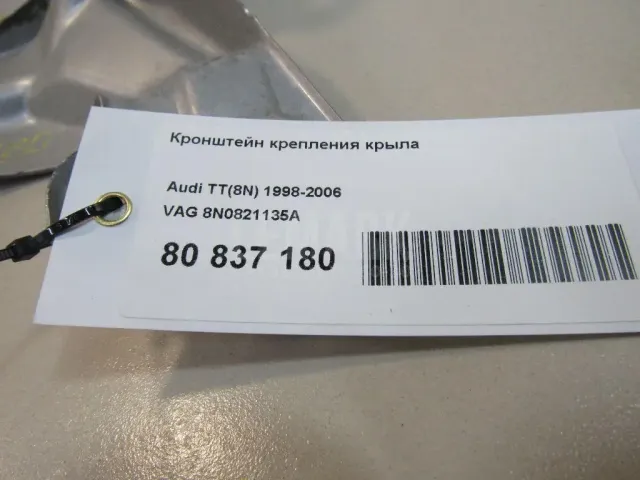 Кронштейн крепления крыла
Audi TT(8N) 1998-2006
VAG 8N0821135A
80 837 180